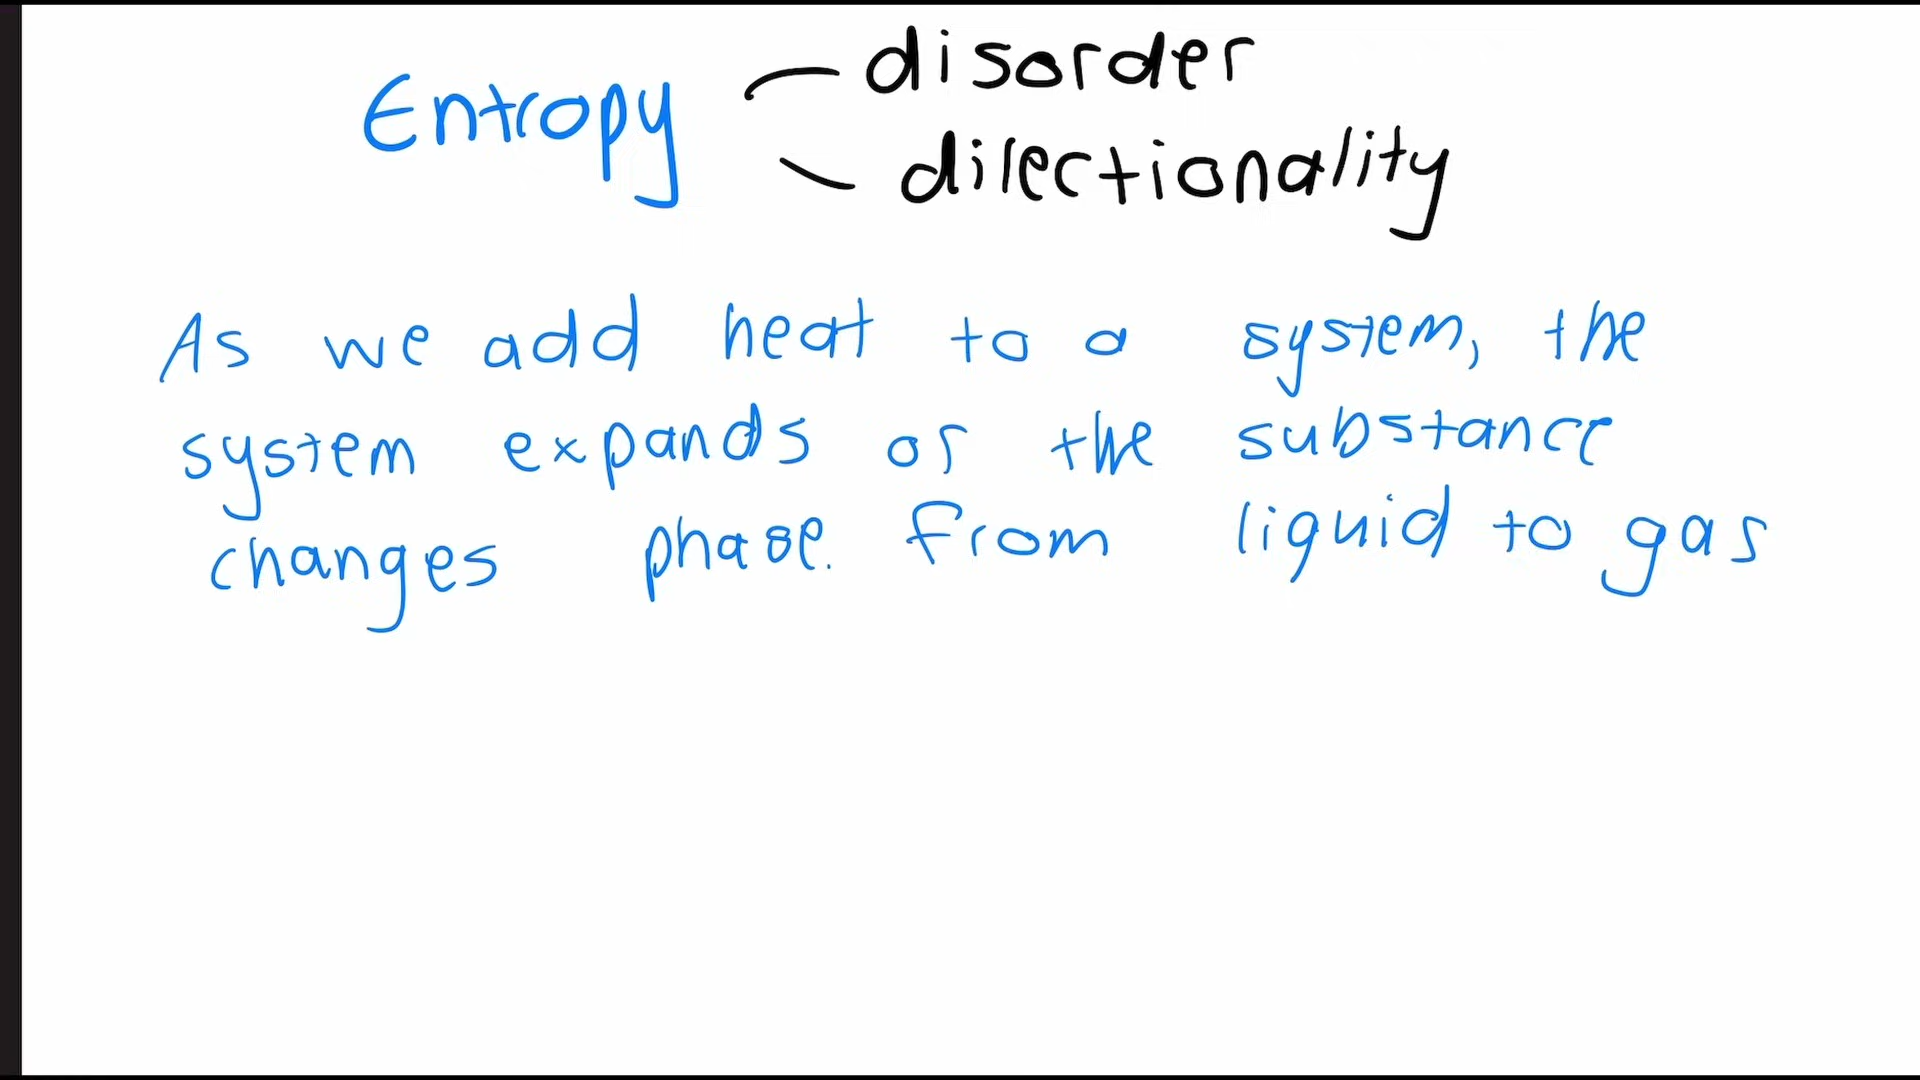 Entropy
disorder
directionality
As we add heat to a system, the
system expands or the substance
changes phase. from liquid to gas